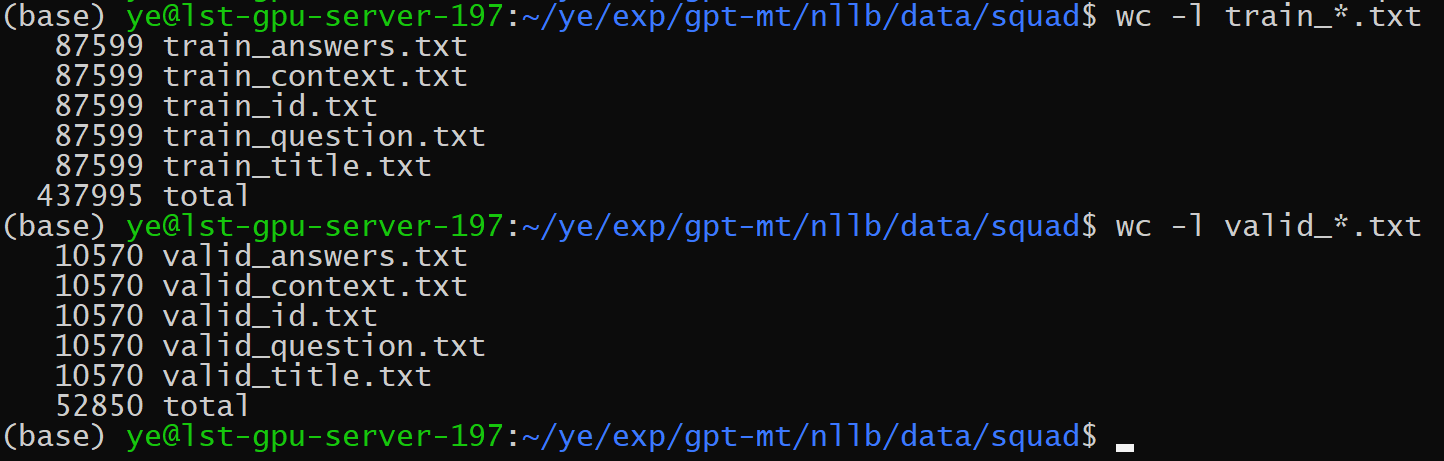 (base) ye@lst-gpu-server-197:~/ye/exp/gpt-mt/nllb/data/squad$ wc -l train_*.txt
   87599 train_answers.txt
   87599 train_context.txt
   87599 train_id.txt
   87599 train_question.txt
   87599 train_title.txt
  437995 total
(base) ye@lst-gpu-server-197:~/ye/exp/gpt-mt/nllb/data/squad$ wc -l valid_*.txt
   10570 valid_answers.txt
   10570 valid_context.txt
   10570 valid_id.txt
   10570 valid_question.txt
   10570 valid_title.txt
   52850 total
(base) ye@lst-gpu-server-197:~/ye/exp/gpt-mt/nllb/data/squad$